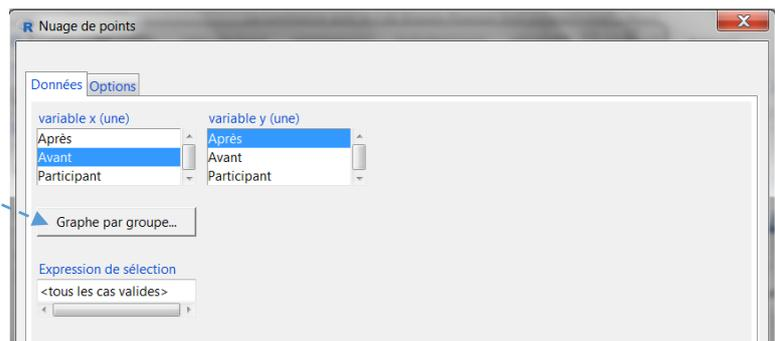 R Nuage de points
Données Options
variable x (une) variable y (une)
Après Après
Avant Avant
Participant Participant
Graphe par groupe...
Expression de sélection
<tous les cas valides>